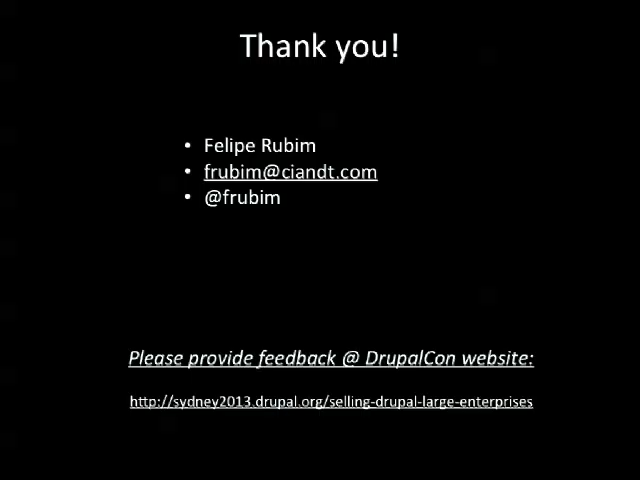 Thank you!
• Felipe Rubim
• frubim@ciandt.com
• @frubim
Please provide feedback @ DrupalCon website:
http://sydney2013.drupal.org/selling-drupal-large-enterprises